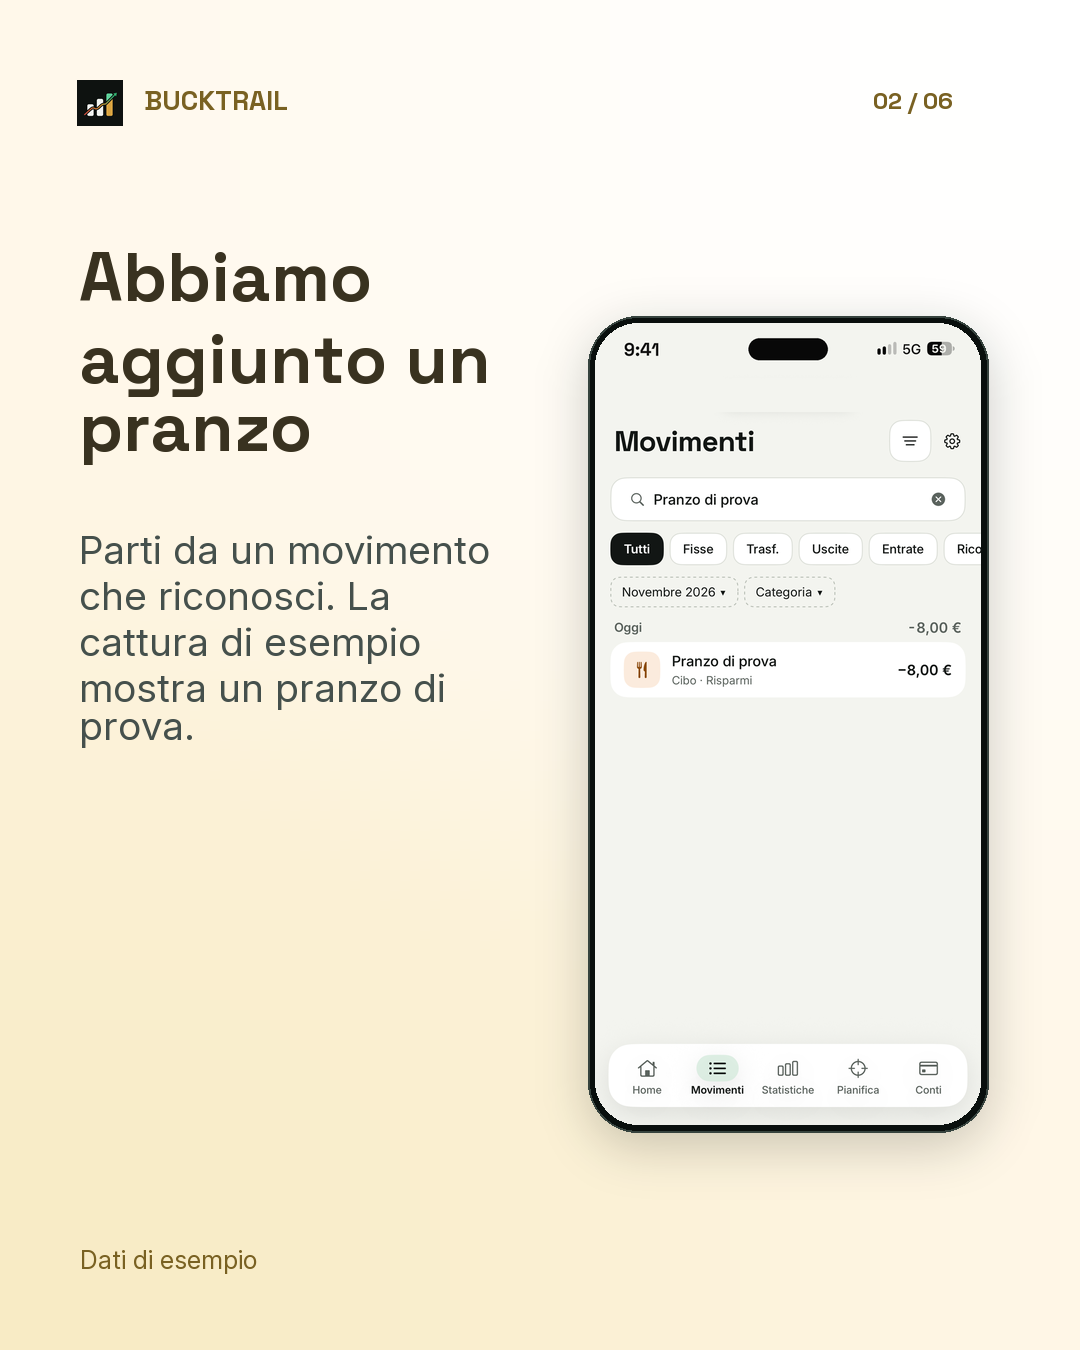 BUCKTRAIL
02 / 06
Abbiamo
aggiunto un
pranzo
Parti da un movimento
che riconosci. La
cattura di esempio
mostra un pranzo di
prova.
9:41
5G 59
Movimenti
Pranzo di prova
Tutti Fisse Trasf. Uscite Entrate Rico
Novembre 2026 ▾ Categoria ▾
Oggi -8,00 €
Pranzo di prova
−8,00 €
Cibo · Risparmi
Home Movimenti Statistiche Pianifica Conti
Dati di esempio